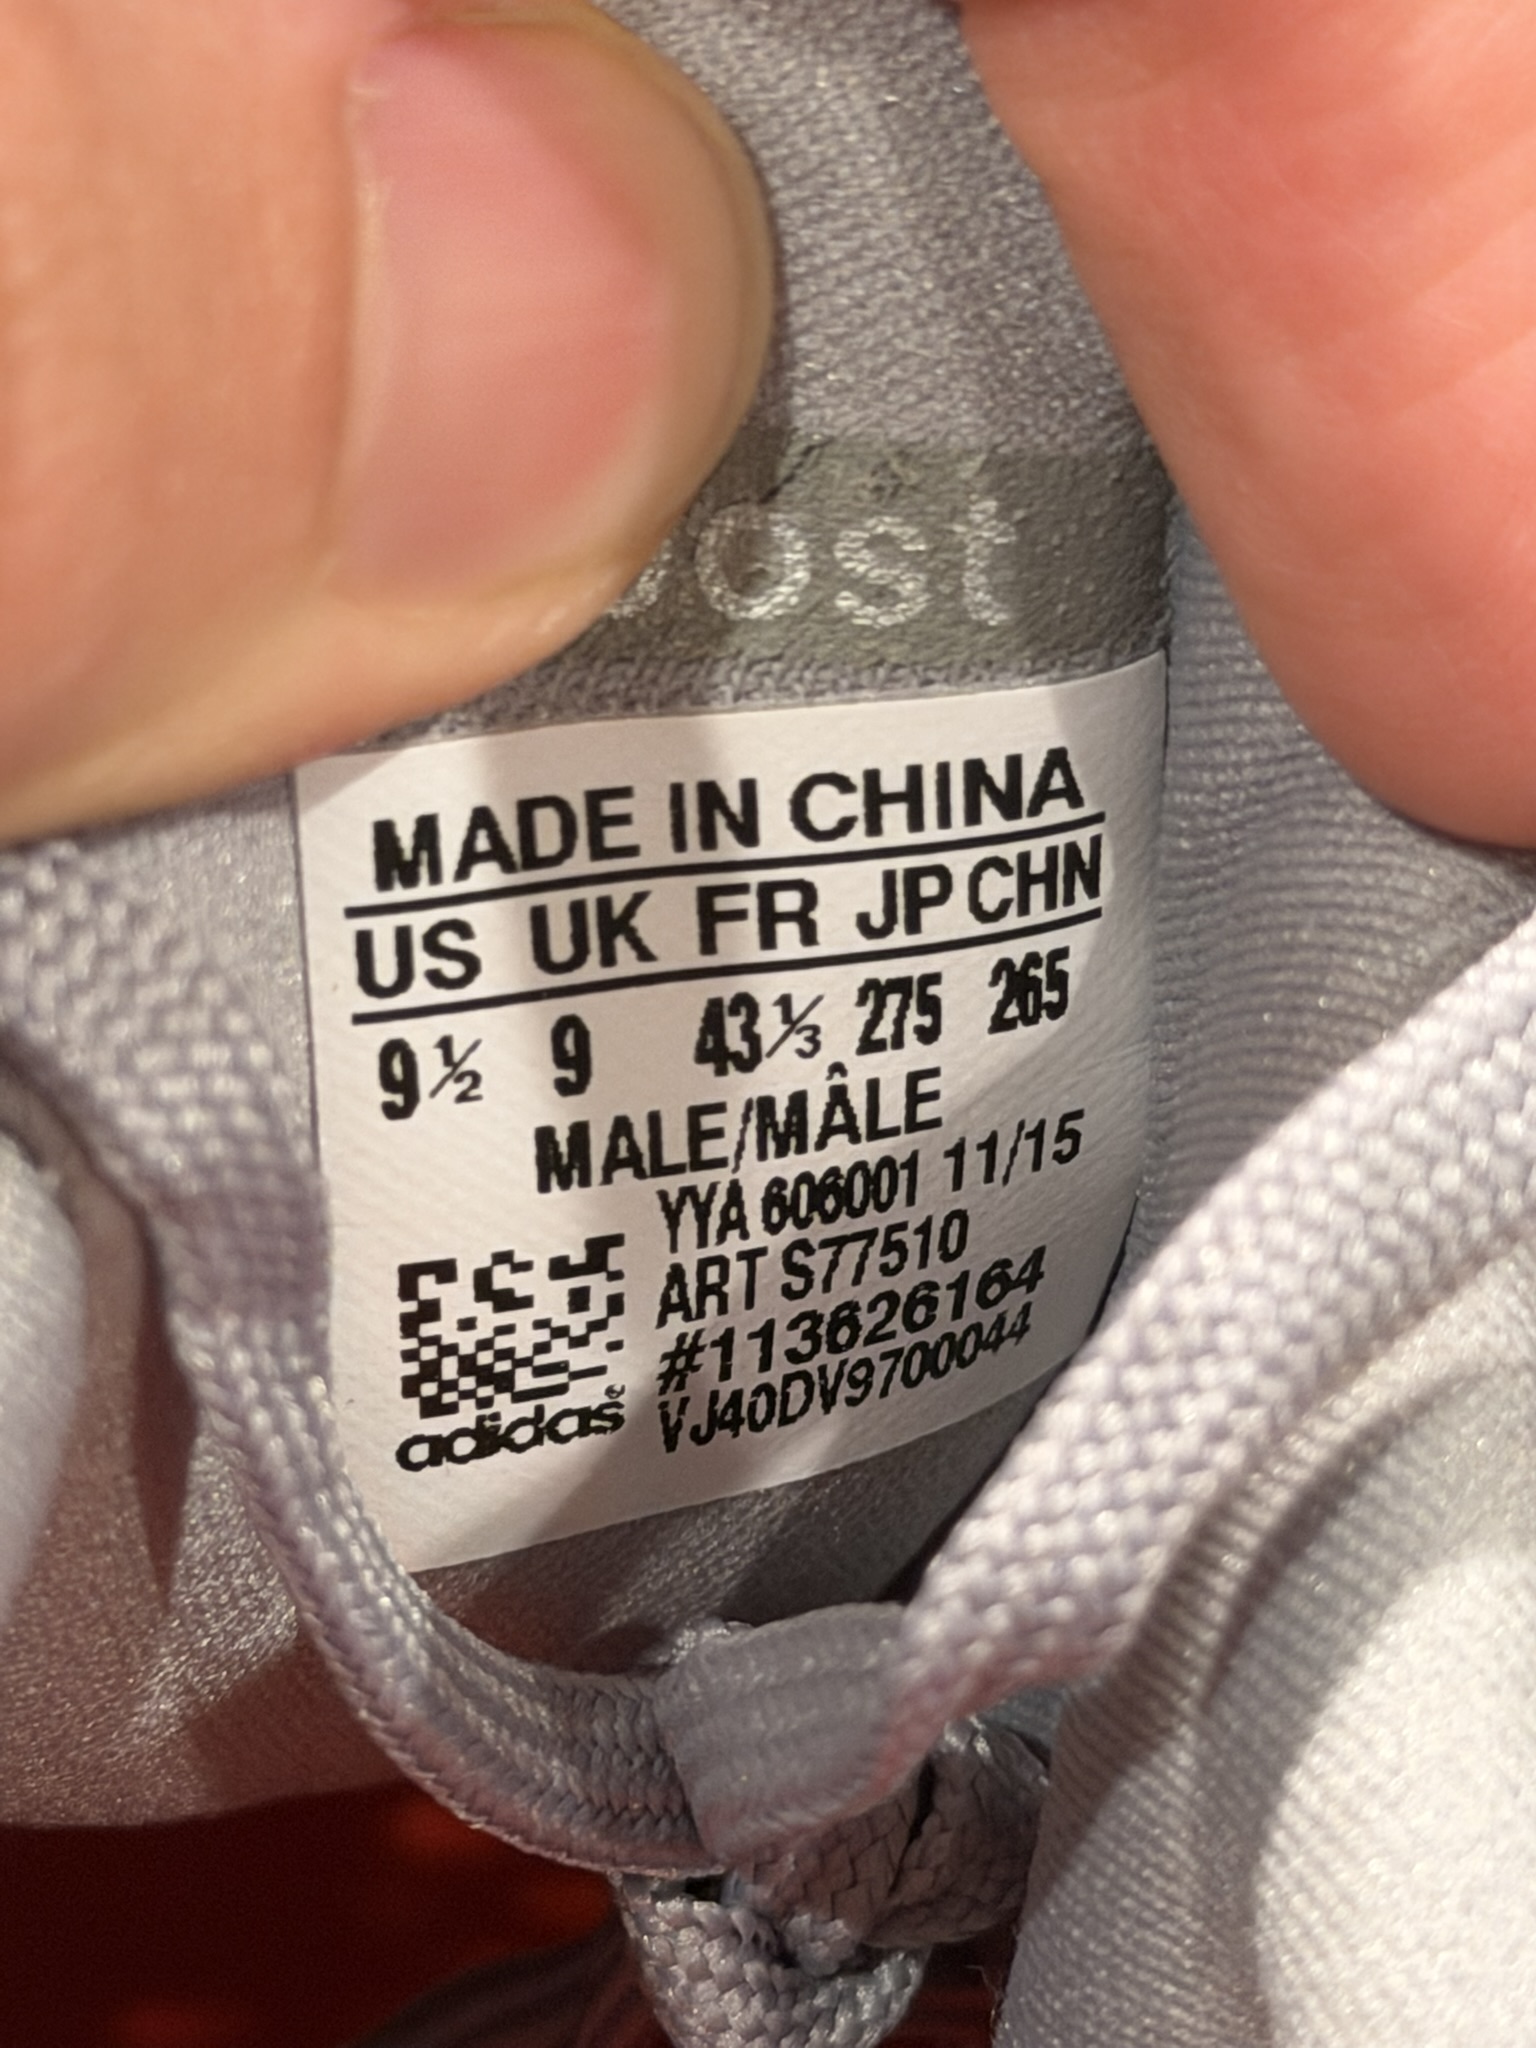 oost
MADE IN CHINA
US UK FR JP CHN
9½ 9 43⅓ 275 265
MALE/MÂLE
YYA 606001 11/15
ART S77510
#113626164
VJ40DV9700044
adidas